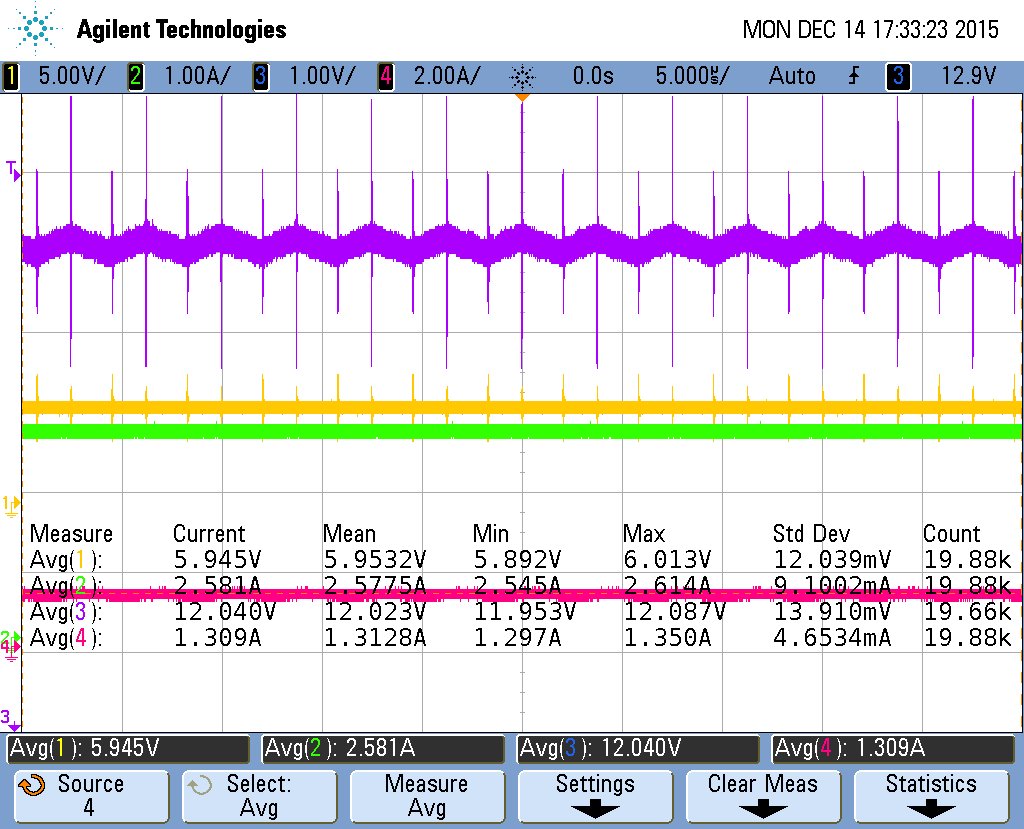 Agilent Technologies MON DEC 14 17:33:23 2015
1 5.00V/ 2 1.00A/ 3 1.00V/ 4 2.00A/ 0.0s 5.000us/ Auto 3 12.9V
T
1
Measure Current Mean Min Max Std Dev Count
Avg(1): 5.945V 5.9532V 5.892V 6.013V 12.039mV 19.88k
Avg(2): 2.581A 2.5775A 2.545A 2.614A 9.1002mA 19.88k
Avg(3): 12.040V 12.023V 11.953V 12.087V 13.910mV 19.66k
2
4
Avg(4): 1.309A 1.3128A 1.297A 1.350A 4.6534mA 19.88k
3
Avg(1): 5.945V Avg(2): 2.581A Avg(3): 12.040V Avg(4): 1.309A
Source Select: Measure Settings Clear Meas Statistics
4 Avg Avg